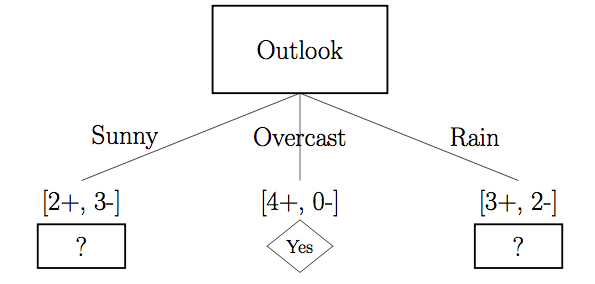 Outlook
Sunny Overcast Rain
[2+, 3-] [4+, 0-] [3+, 2-]
? Yes ?